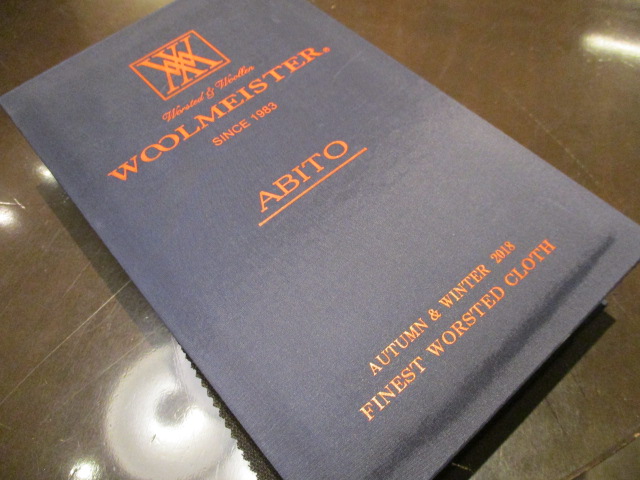 Worsted & Woollen
WOOLMEISTER®
SINCE 1983
ABITO
AUTUMN & WINTER 2018
FINEST WORSTED CLOTH